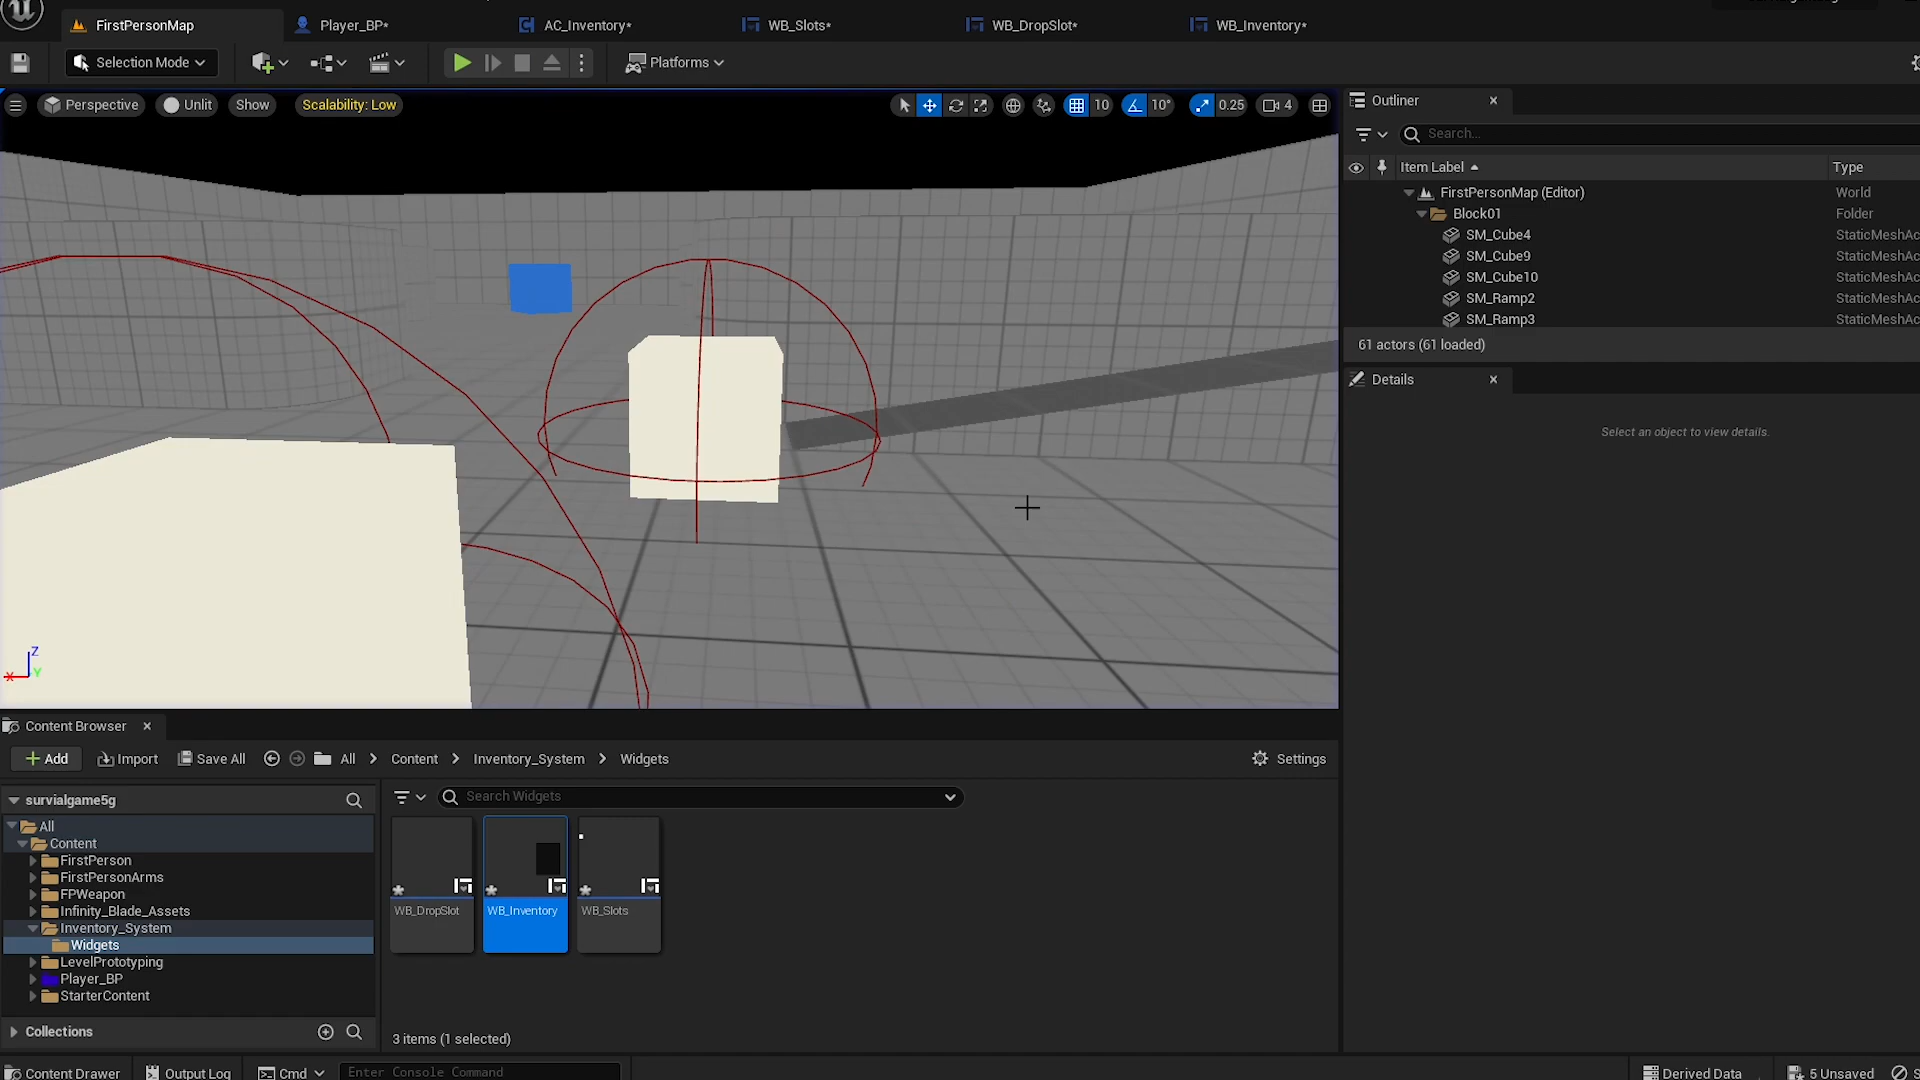 FirstPersonMap
Player_BP*
AC_Inventory*
WB_Slots*
WB_DropSlot*
WB_Inventory*
Selection Mode
Platforms
Perspective
Unlit
Show
Scalability: Low
10
10°
0.25
4
Outliner
Search...
Item Label
Type
FirstPersonMap (Editor)
World
Block01
Folder
SM_Cube4
StaticMeshAc
SM_Cube9
StaticMeshAc
SM_Cube10
StaticMeshAc
SM_Ramp2
StaticMeshAc
SM_Ramp3
StaticMeshAc
61 actors (61 loaded)
Details
Select an object to view details.
Z
X
Y
Content Browser
Add
Import
Save All
All
Content
Inventory_System
Widgets
Settings
survialgame5g
Search Widgets
All
Content
FirstPerson
FirstPersonArms
FPWeapon
Infinity_Blade_Assets
Inventory_System
Widgets
LevelPrototyping
Player_BP
StarterContent
WB_DropSlot
WB_Inventory
WB_Slots
Collections
3 items (1 selected)
Content Drawer
Output Log
Cmd
Enter Console Command
Derived Data
5 Unsaved